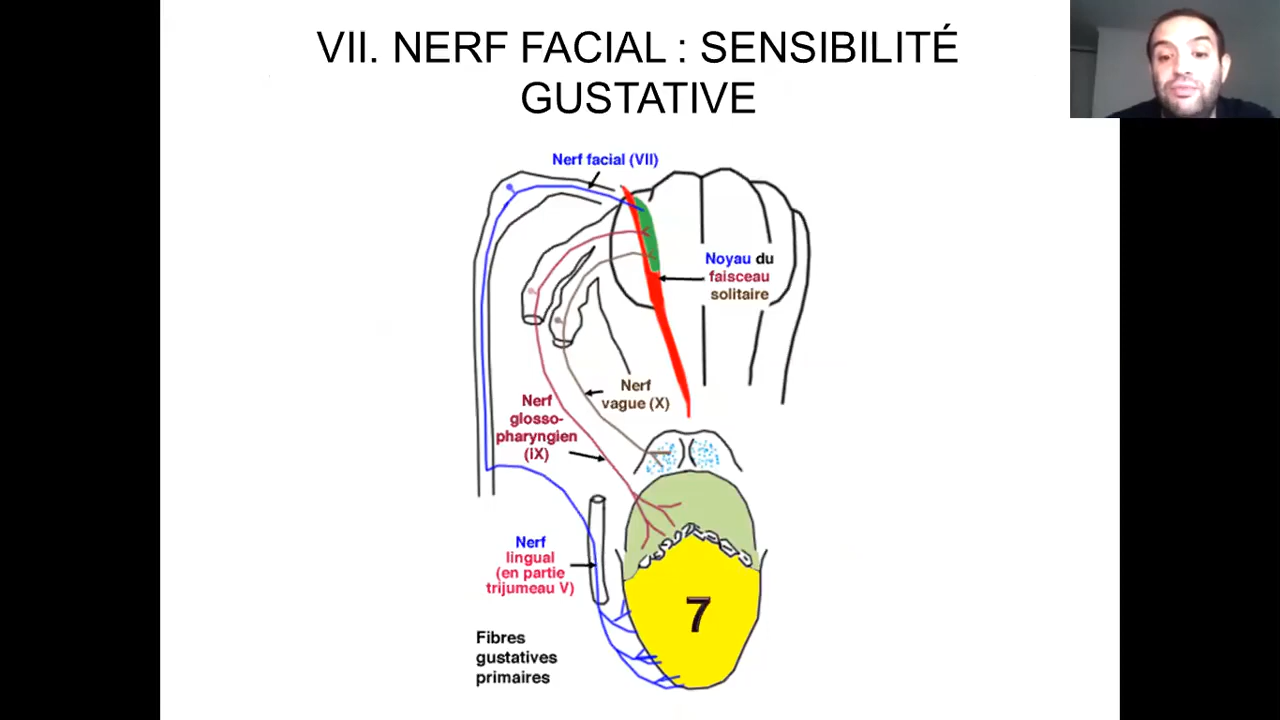 VII. NERF FACIAL : SENSIBILITÉ
GUSTATIVE
Nerf facial (VII)
Noyau du
faisceau
solitaire
Nerf
vague (X)
Nerf
glosso-
pharyngien
(iX)
Nerf
lingual
(en partie
trijumeau V)
7
Fibres
gustatives
primaires